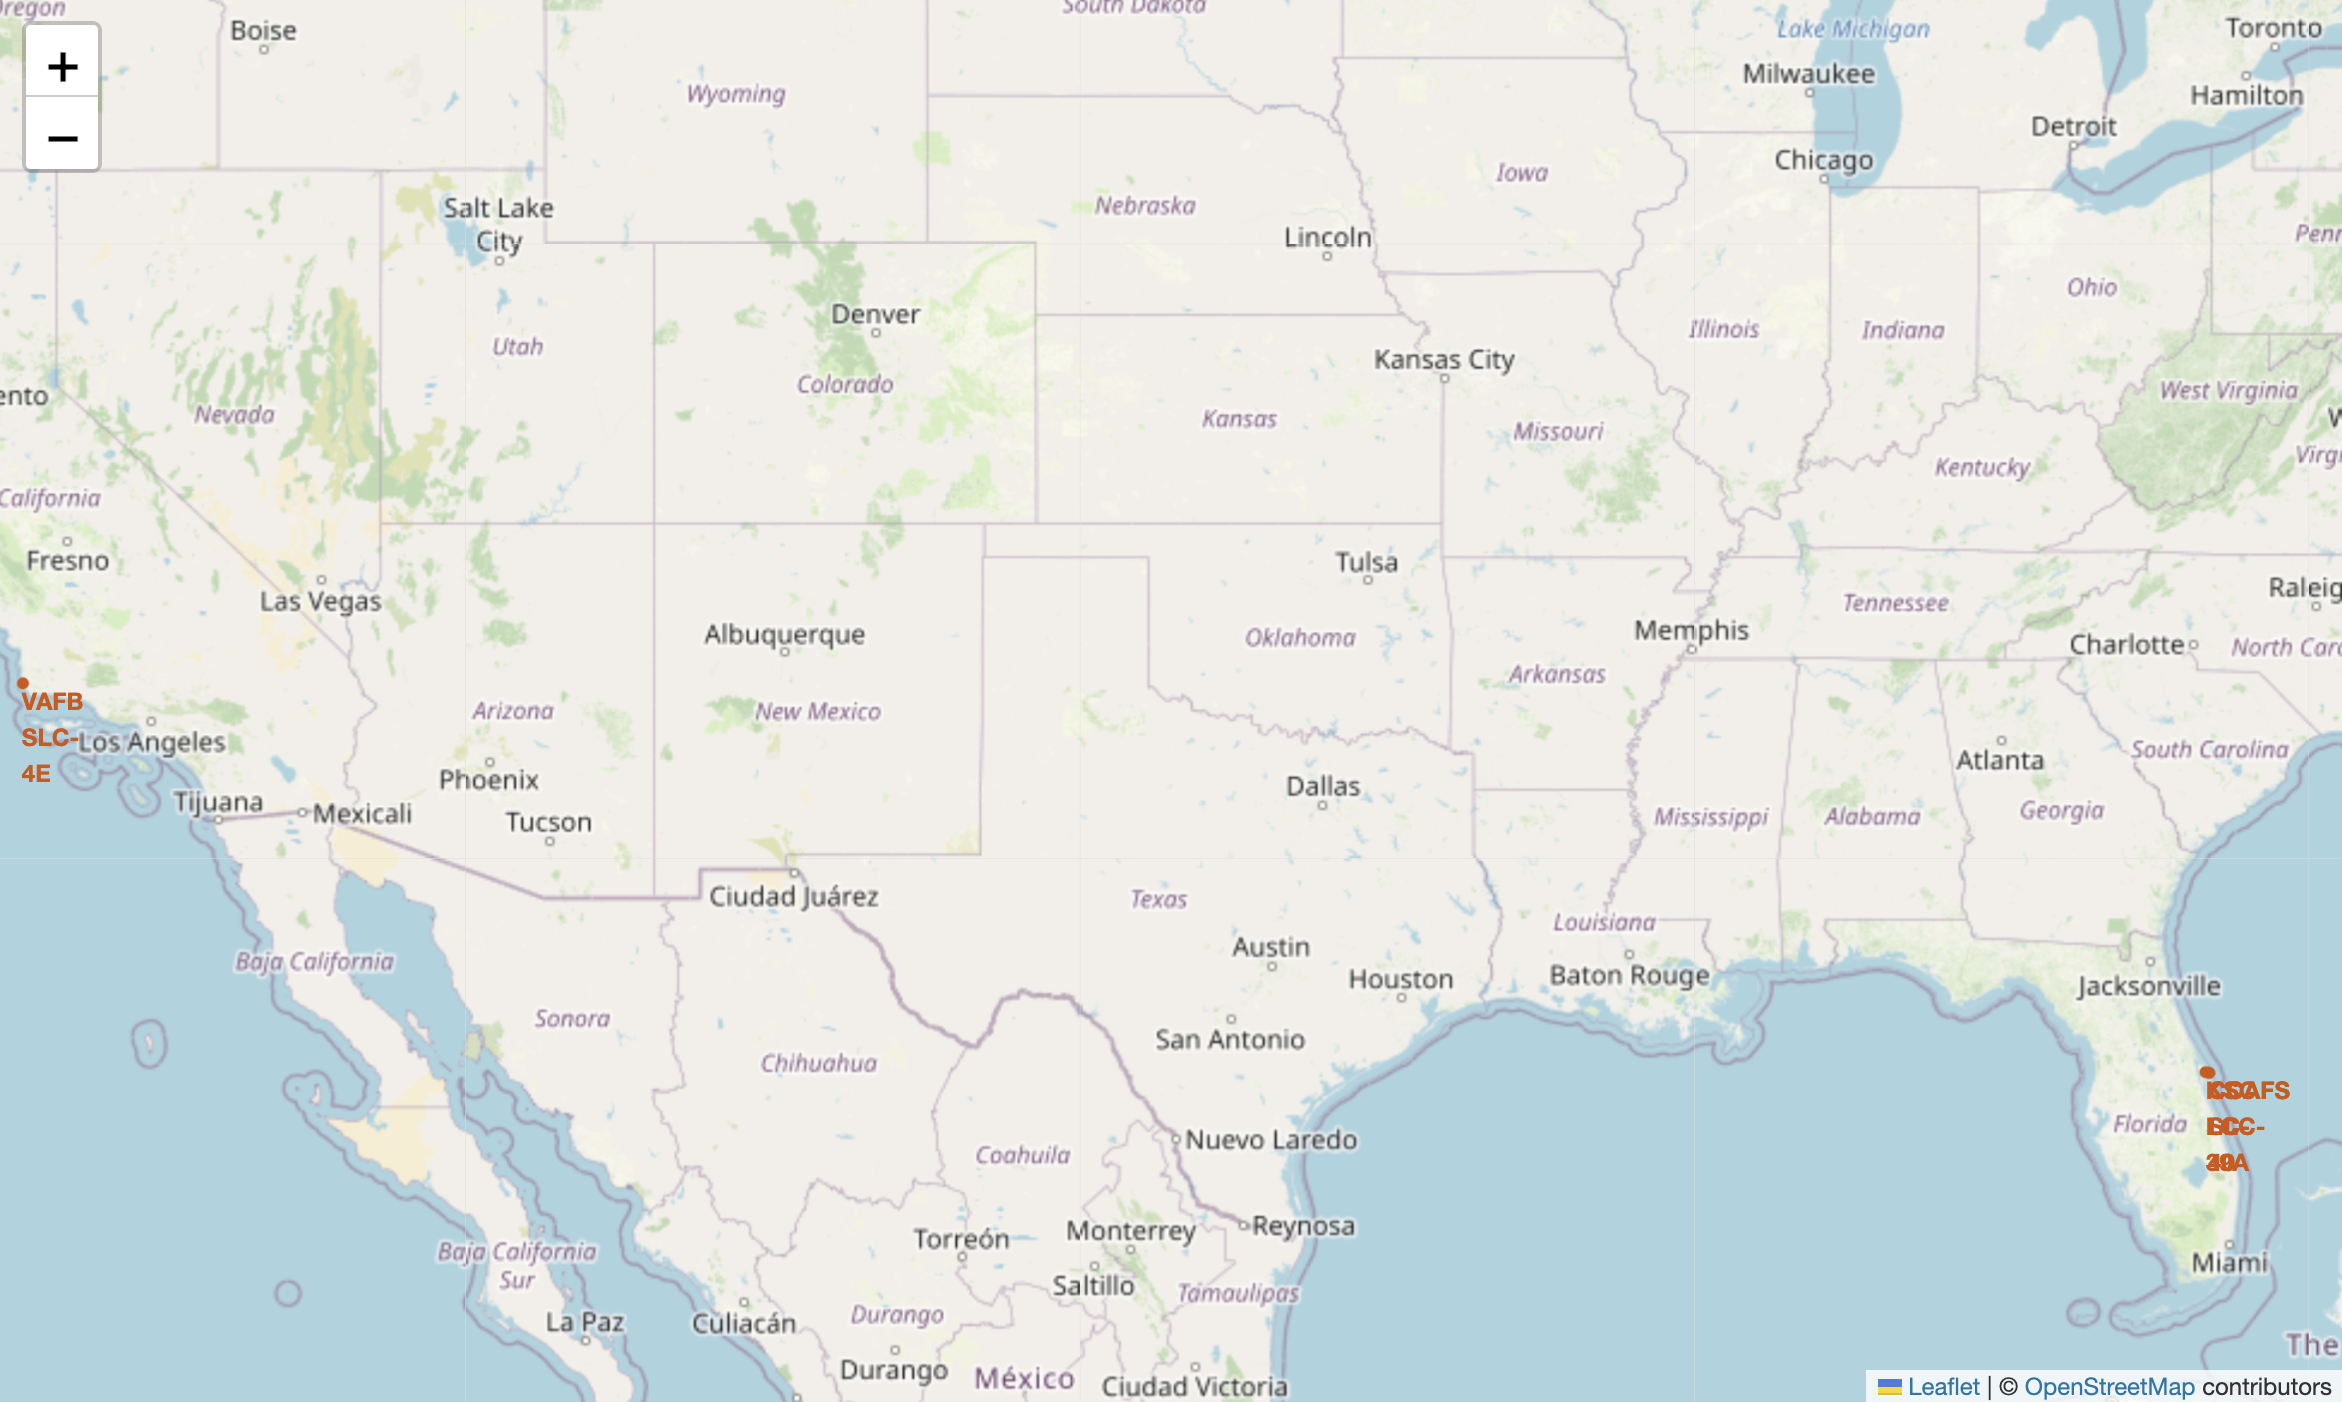 Oregon
Boise
South Dakota
Lake Michigan
Toronto
+
−
Wyoming
Milwaukee
Hamilton
Detroit
Chicago
Iowa
Salt Lake
City
Nebraska
Lincoln
Penn
Ohio
Denver
Utah
Illinois
Indiana
Kansas City
Colorado
ento
Nevada
Kansas
Missouri
West Virginia
W
Virgi
Kentucky
California
Fresno
Las Vegas
Tulsa
Raleig
Tennessee
Albuquerque
Oklahoma
Memphis
Charlotte
North Caro
Arkansas
VAFB
SLC-
4E
Los Angeles
Arizona
New Mexico
South Carolina
Atlanta
Phoenix
Dallas
Tijuana
Mexicali
Tucson
Mississippi
Alabama
Georgia
Ciudad Juárez
Texas
Louisiana
Austin
Houston
Baton Rouge
Jacksonville
Baja California
Sonora
San Antonio
Chihuahua
Florida
Nuevo Laredo
Coahuila
Reynosa
Torreón
Monterrey
Baja California
Sur
Saltillo
Tamaulipas
Miami
La Paz
Culiacán
Durango
The
Durango
México
Ciudad Victoria
Leaflet | © OpenStreetMap contributors